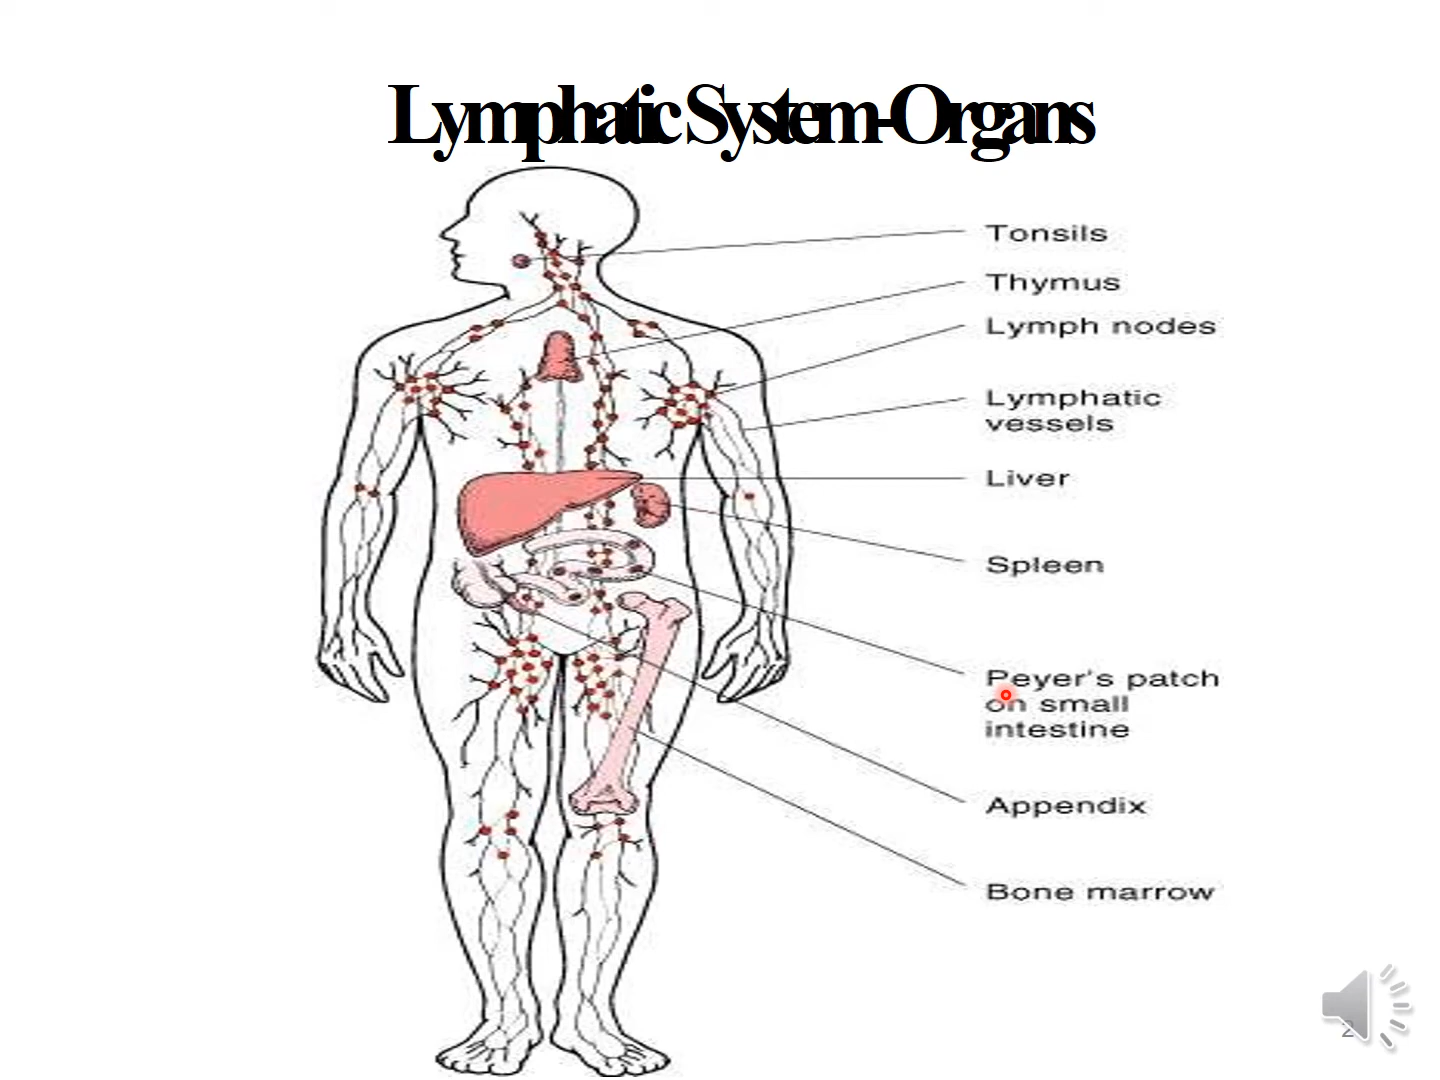 Lymphatic System-Organs
Tonsils
Thymus
Lymph nodes
Lymphatic
vessels
Liver
Spleen
Peyer's patch
on small
intestine
Appendix
Bone marrow
2